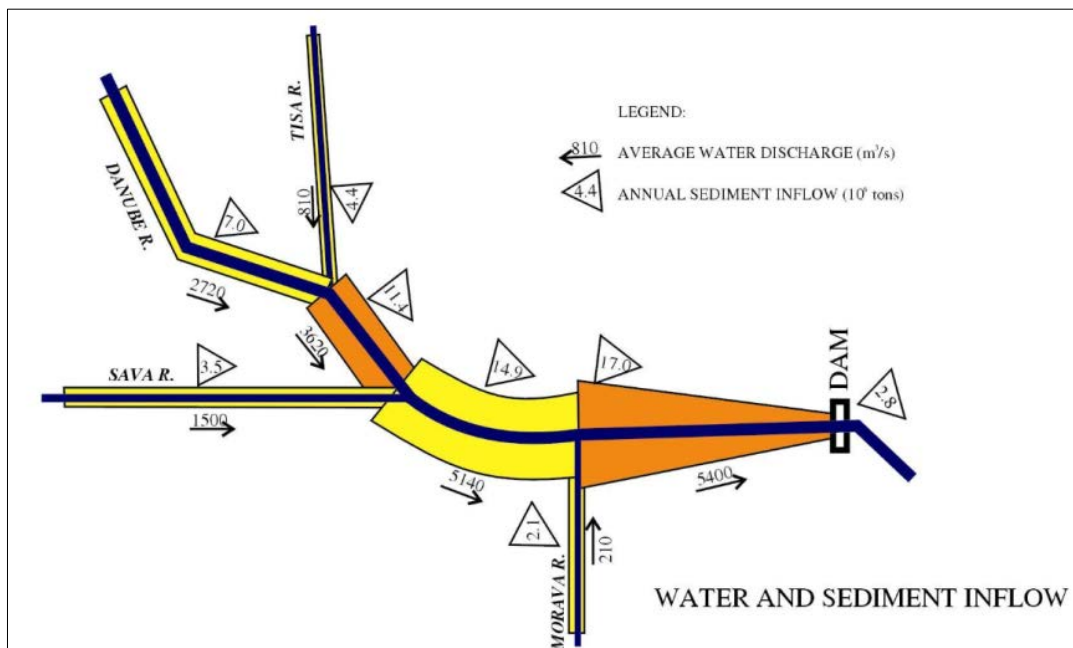 TISA R.
LEGEND:
810
AVERAGE WATER DISCHARGE (m³/s)
4.4
ANNUAL SEDIMENT INFLOW (10⁶ tons)
DANUBE R.
7.0
810
4.4
2720
11.4
3620
SAVA R.
3.5
1500
14.9
17.0
DAM
2.8
5140
5400
2.1
210
MORAVA R.
WATER AND SEDIMENT INFLOW